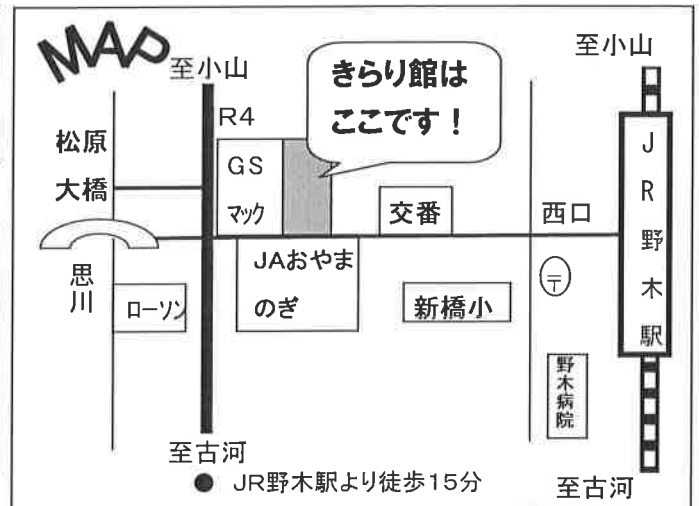 MAP
至小山
至小山
きらり館は
ここです！
R4
松原
大橋
GS
マック
交番
西口
JR野木駅
思川
ローソン
JAおやま
のぎ
新橋小
〒
野木病院
至古河
● JR野木駅より徒歩15分
至古河